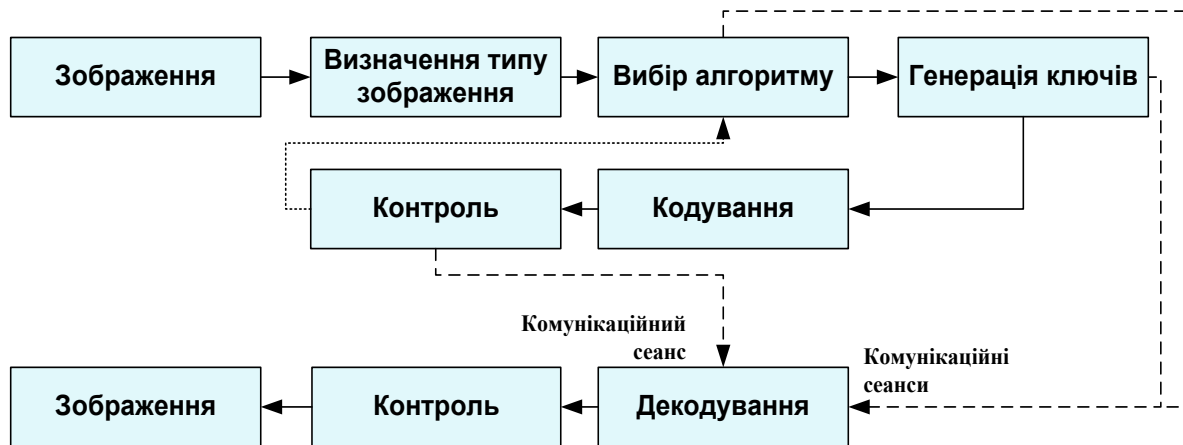 Зображення
Визначення типу
зображення
Вибір алгоритму
Генерація ключів
Контроль
Кодування
Комунікаційний
сеанс
Комунікаційні
сеанси
Зображення
Контроль
Декодування